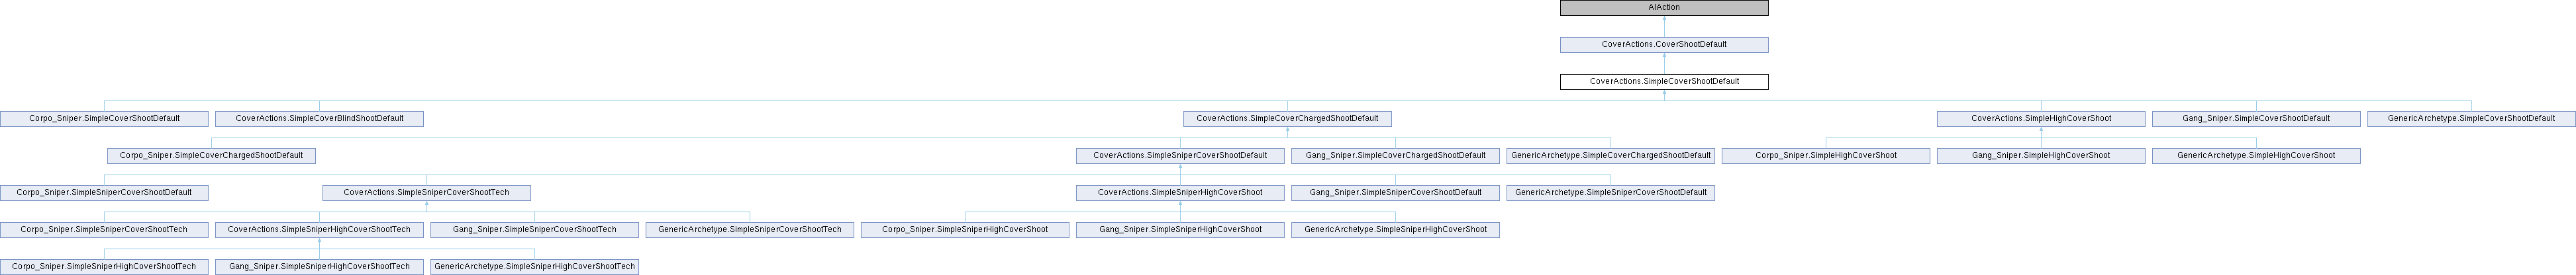 AIAction
CoverActions.CoverShootDefault
CoverActions.SimpleCoverShootDefault
Corpo_Sniper.SimpleCoverShootDefault
CoverActions.SimpleCoverBlindShootDefault
CoverActions.SimpleCoverChargedShootDefault
CoverActions.SimpleHighCoverShoot
Gang_Sniper.SimpleCoverShootDefault
GenericArchetype.SimpleCoverShootDefault
Corpo_Sniper.SimpleCoverChargedShootDefault
CoverActions.SimpleSniperCoverShootDefault
Gang_Sniper.SimpleCoverChargedShootDefault
GenericArchetype.SimpleCoverChargedShootDefault
Corpo_Sniper.SimpleHighCoverShoot
Gang_Sniper.SimpleHighCoverShoot
GenericArchetype.SimpleHighCoverShoot
Corpo_Sniper.SimpleSniperCoverShootDefault
CoverActions.SimpleSniperCoverShootTech
CoverActions.SimpleSniperHighCoverShoot
Gang_Sniper.SimpleSniperCoverShootDefault
GenericArchetype.SimpleSniperCoverShootDefault
Corpo_Sniper.SimpleSniperCoverShootTech
CoverActions.SimpleSniperHighCoverShootTech
Gang_Sniper.SimpleSniperCoverShootTech
GenericArchetype.SimpleSniperCoverShootTech
Corpo_Sniper.SimpleSniperHighCoverShoot
Gang_Sniper.SimpleSniperHighCoverShoot
GenericArchetype.SimpleSniperHighCoverShoot
Corpo_Sniper.SimpleSniperHighCoverShootTech
Gang_Sniper.SimpleSniperHighCoverShootTech
GenericArchetype.SimpleSniperHighCoverShootTech